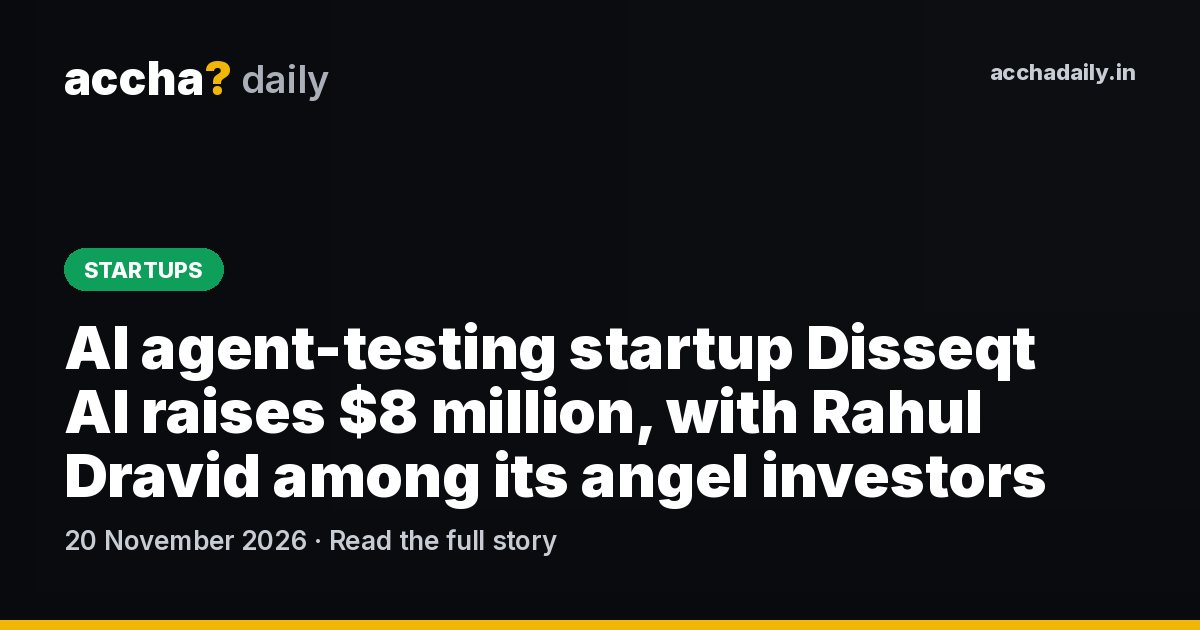 accha? daily
acchadaily.in
STARTUPS
AI agent-testing startup Disseqt
AI raises $8 million, with Rahul
Dravid among its angel investors
20 November 2026 · Read the full story